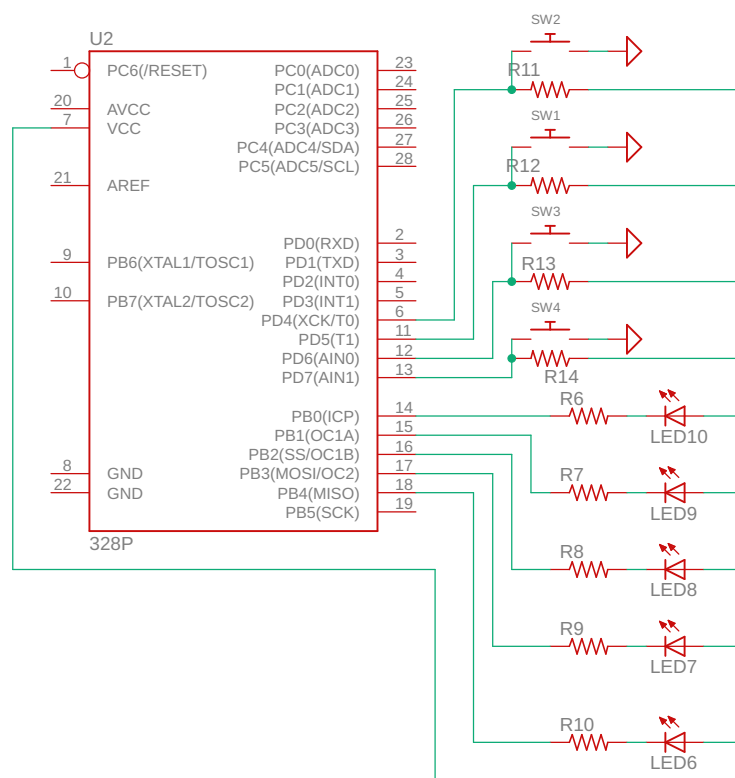 U2
1 PC6(/RESET)
20 AVCC
7 VCC
21 AREF
9 PB6(XTAL1/TOSC1)
10 PB7(XTAL2/TOSC2)
8 GND
22 GND
PC0(ADC0) 23
PC1(ADC1) 24
PC2(ADC2) 25
PC3(ADC3) 26
PC4(ADC4/SDA) 27
PC5(ADC5/SCL) 28
PD0(RXD) 2
PD1(TXD) 3
PD2(INT0) 4
PD3(INT1) 5
PD4(XCK/T0) 6
PD5(T1) 11
PD6(AIN0) 12
PD7(AIN1) 13
PB0(ICP) 14
PB1(OC1A) 15
PB2(SS/OC1B) 16
PB3(MOSI/OC2) 17
PB4(MISO) 18
PB5(SCK) 19
328P
SW2
R11
SW1
R12
SW3
R13
SW4
R14
R6
LED10
R7
LED9
R8
LED8
R9
LED7
R10
LED6